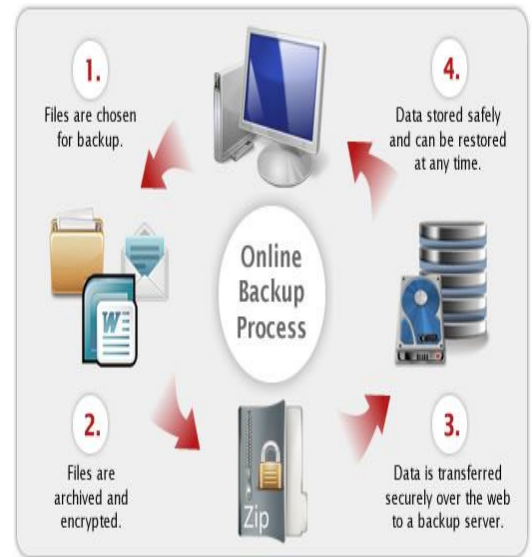 1.
Files are chosen
for backup.
4.
Data stored safely
and can be restored
at any time.
Online
Backup
Process
W
2.
Files are
archived and
encrypted.
Zip
3.
Data is transferred
securely over the web
to a backup server.